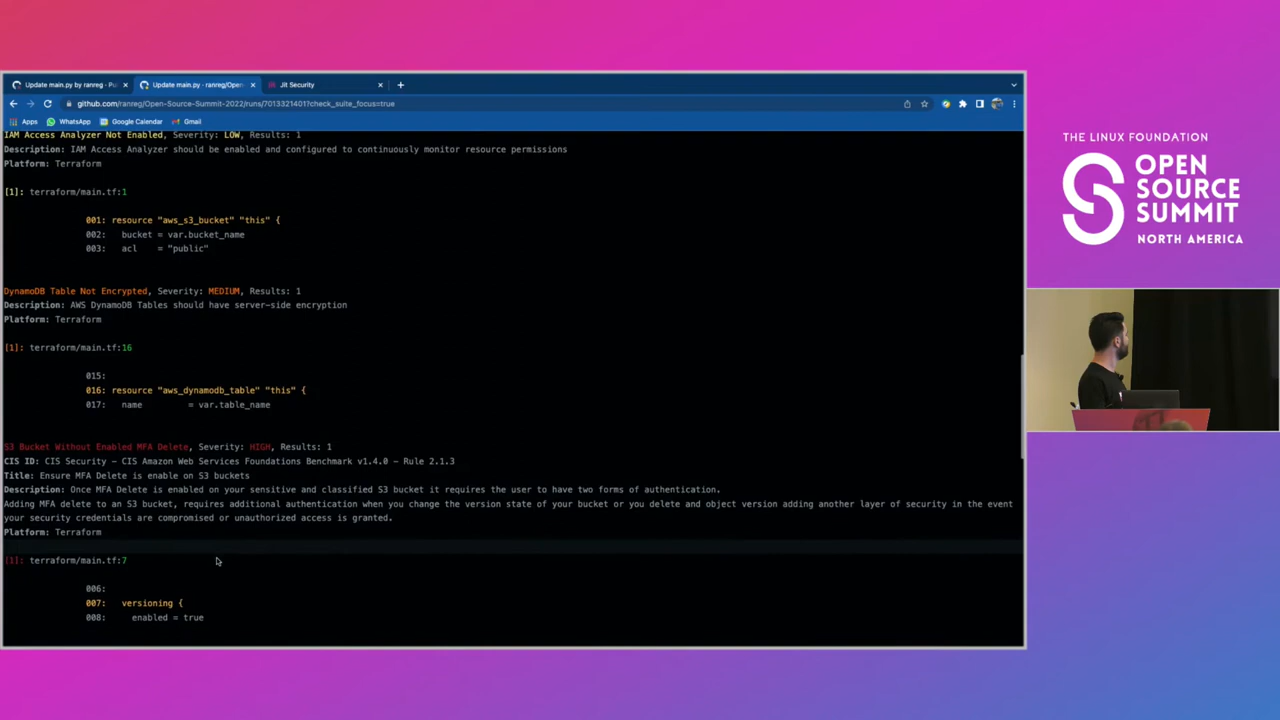 Update main.py by ranreg · Pu
Update main.py · ranreg/Open
Jit Security
github.com/ranreg/Open-Source-Summit-2022/runs/7013321401?check_suite_focus=true
Apps
WhatsApp
Google Calendar
Gmail
IAM Access Analyzer Not Enabled, Severity: LOW, Results: 1
Description: IAM Access Analyzer should be enabled and configured to continuously monitor resource permissions
Platform: Terraform
[1]: terraform/main.tf:1
001: resource "aws_s3_bucket" "this" {
002: bucket = var.bucket_name
003: acl = "public"
DynamoDB Table Not Encrypted, Severity: MEDIUM, Results: 1
Description: AWS DynamoDB Tables should have server-side encryption
Platform: Terraform
[1]: terraform/main.tf:16
015:
016: resource "aws_dynamodb_table" "this" {
017: name = var.table_name
S3 Bucket Without Enabled MFA Delete, Severity: HIGH, Results: 1
CIS ID: CIS Security - CIS Amazon Web Services Foundations Benchmark v1.4.0 - Rule 2.1.3
Title: Ensure MFA Delete is enable on S3 buckets
Description: Once MFA Delete is enabled on your sensitive and classified S3 bucket it requires the user to have two forms of authentication.
Adding MFA delete to an S3 bucket, requires additional authentication when you change the version state of your bucket or you delete and object version adding another layer of security in the event
your security credentials are compromised or unauthorized access is granted.
Platform: Terraform
[1]: terraform/main.tf:7
006:
007: versioning {
008: enabled = true
THE LINUX FOUNDATION
OPEN
SOURCE
SUMMIT
NORTH AMERICA